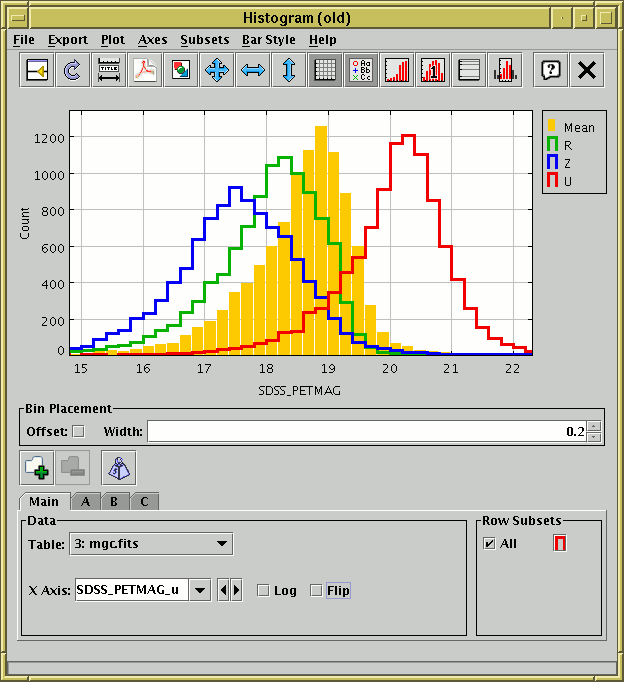 Histogram (old)
File Export Plot Axes Subsets Bar Style Help
TITLE
Aa
Bb
Cc
?
1200
1000
800
600
400
200
0
Count
15 16 17 18 19 20 21 22
SDSS_PETMAG
Mean
R
Z
U
Bin Placement
Offset: Width: 0.2
Main A B C
Data
Table: 3: mgc.fits
X Axis: SDSS_PETMAG_u Log Flip
Row Subsets
All